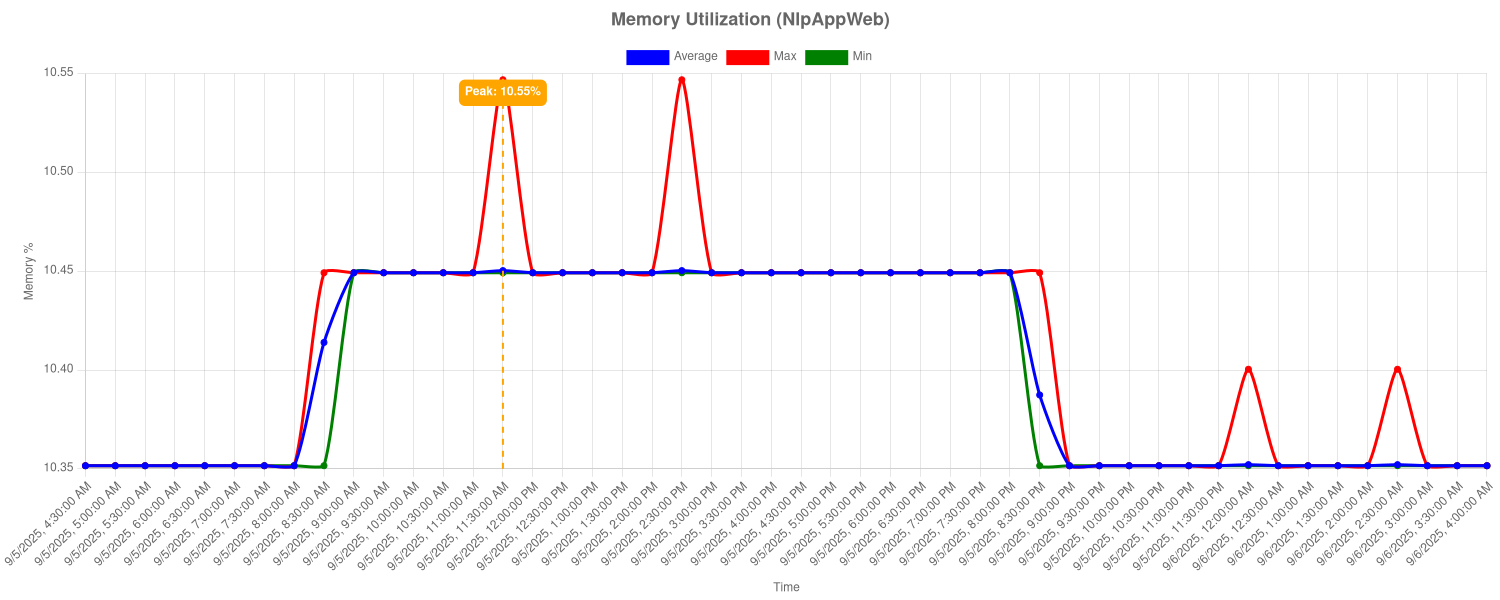 Memory Utilization (NlpAppWeb)
Average Max Min
10.55
Peak: 10.55%
10.50
10.45
10.40
10.35
Memory %
9/5/2025, 4:30:00 AM
9/5/2025, 5:00:00 AM
9/5/2025, 5:30:00 AM
9/5/2025, 6:00:00 AM
9/5/2025, 6:30:00 AM
9/5/2025, 7:00:00 AM
9/5/2025, 7:30:00 AM
9/5/2025, 8:00:00 AM
9/5/2025, 8:30:00 AM
9/5/2025, 9:00:00 AM
9/5/2025, 9:30:00 AM
9/5/2025, 10:00:00 AM
9/5/2025, 10:30:00 AM
9/5/2025, 11:00:00 AM
9/5/2025, 11:30:00 AM
9/5/2025, 12:00:00 PM
9/5/2025, 12:30:00 PM
9/5/2025, 1:00:00 PM
9/5/2025, 1:30:00 PM
9/5/2025, 2:00:00 PM
9/5/2025, 2:30:00 PM
9/5/2025, 3:00:00 PM
9/5/2025, 3:30:00 PM
9/5/2025, 4:00:00 PM
9/5/2025, 4:30:00 PM
9/5/2025, 5:00:00 PM
9/5/2025, 5:30:00 PM
9/5/2025, 6:00:00 PM
9/5/2025, 6:30:00 PM
9/5/2025, 7:00:00 PM
9/5/2025, 7:30:00 PM
9/5/2025, 8:00:00 PM
9/5/2025, 8:30:00 PM
9/5/2025, 9:00:00 PM
9/5/2025, 9:30:00 PM
9/5/2025, 10:00:00 PM
9/5/2025, 10:30:00 PM
9/5/2025, 11:00:00 PM
9/5/2025, 11:30:00 PM
9/6/2025, 12:00:00 AM
9/6/2025, 12:30:00 AM
9/6/2025, 1:00:00 AM
9/6/2025, 1:30:00 AM
9/6/2025, 2:00:00 AM
9/6/2025, 2:30:00 AM
9/6/2025, 3:00:00 AM
9/6/2025, 3:30:00 AM
9/6/2025, 4:00:00 AM
Time